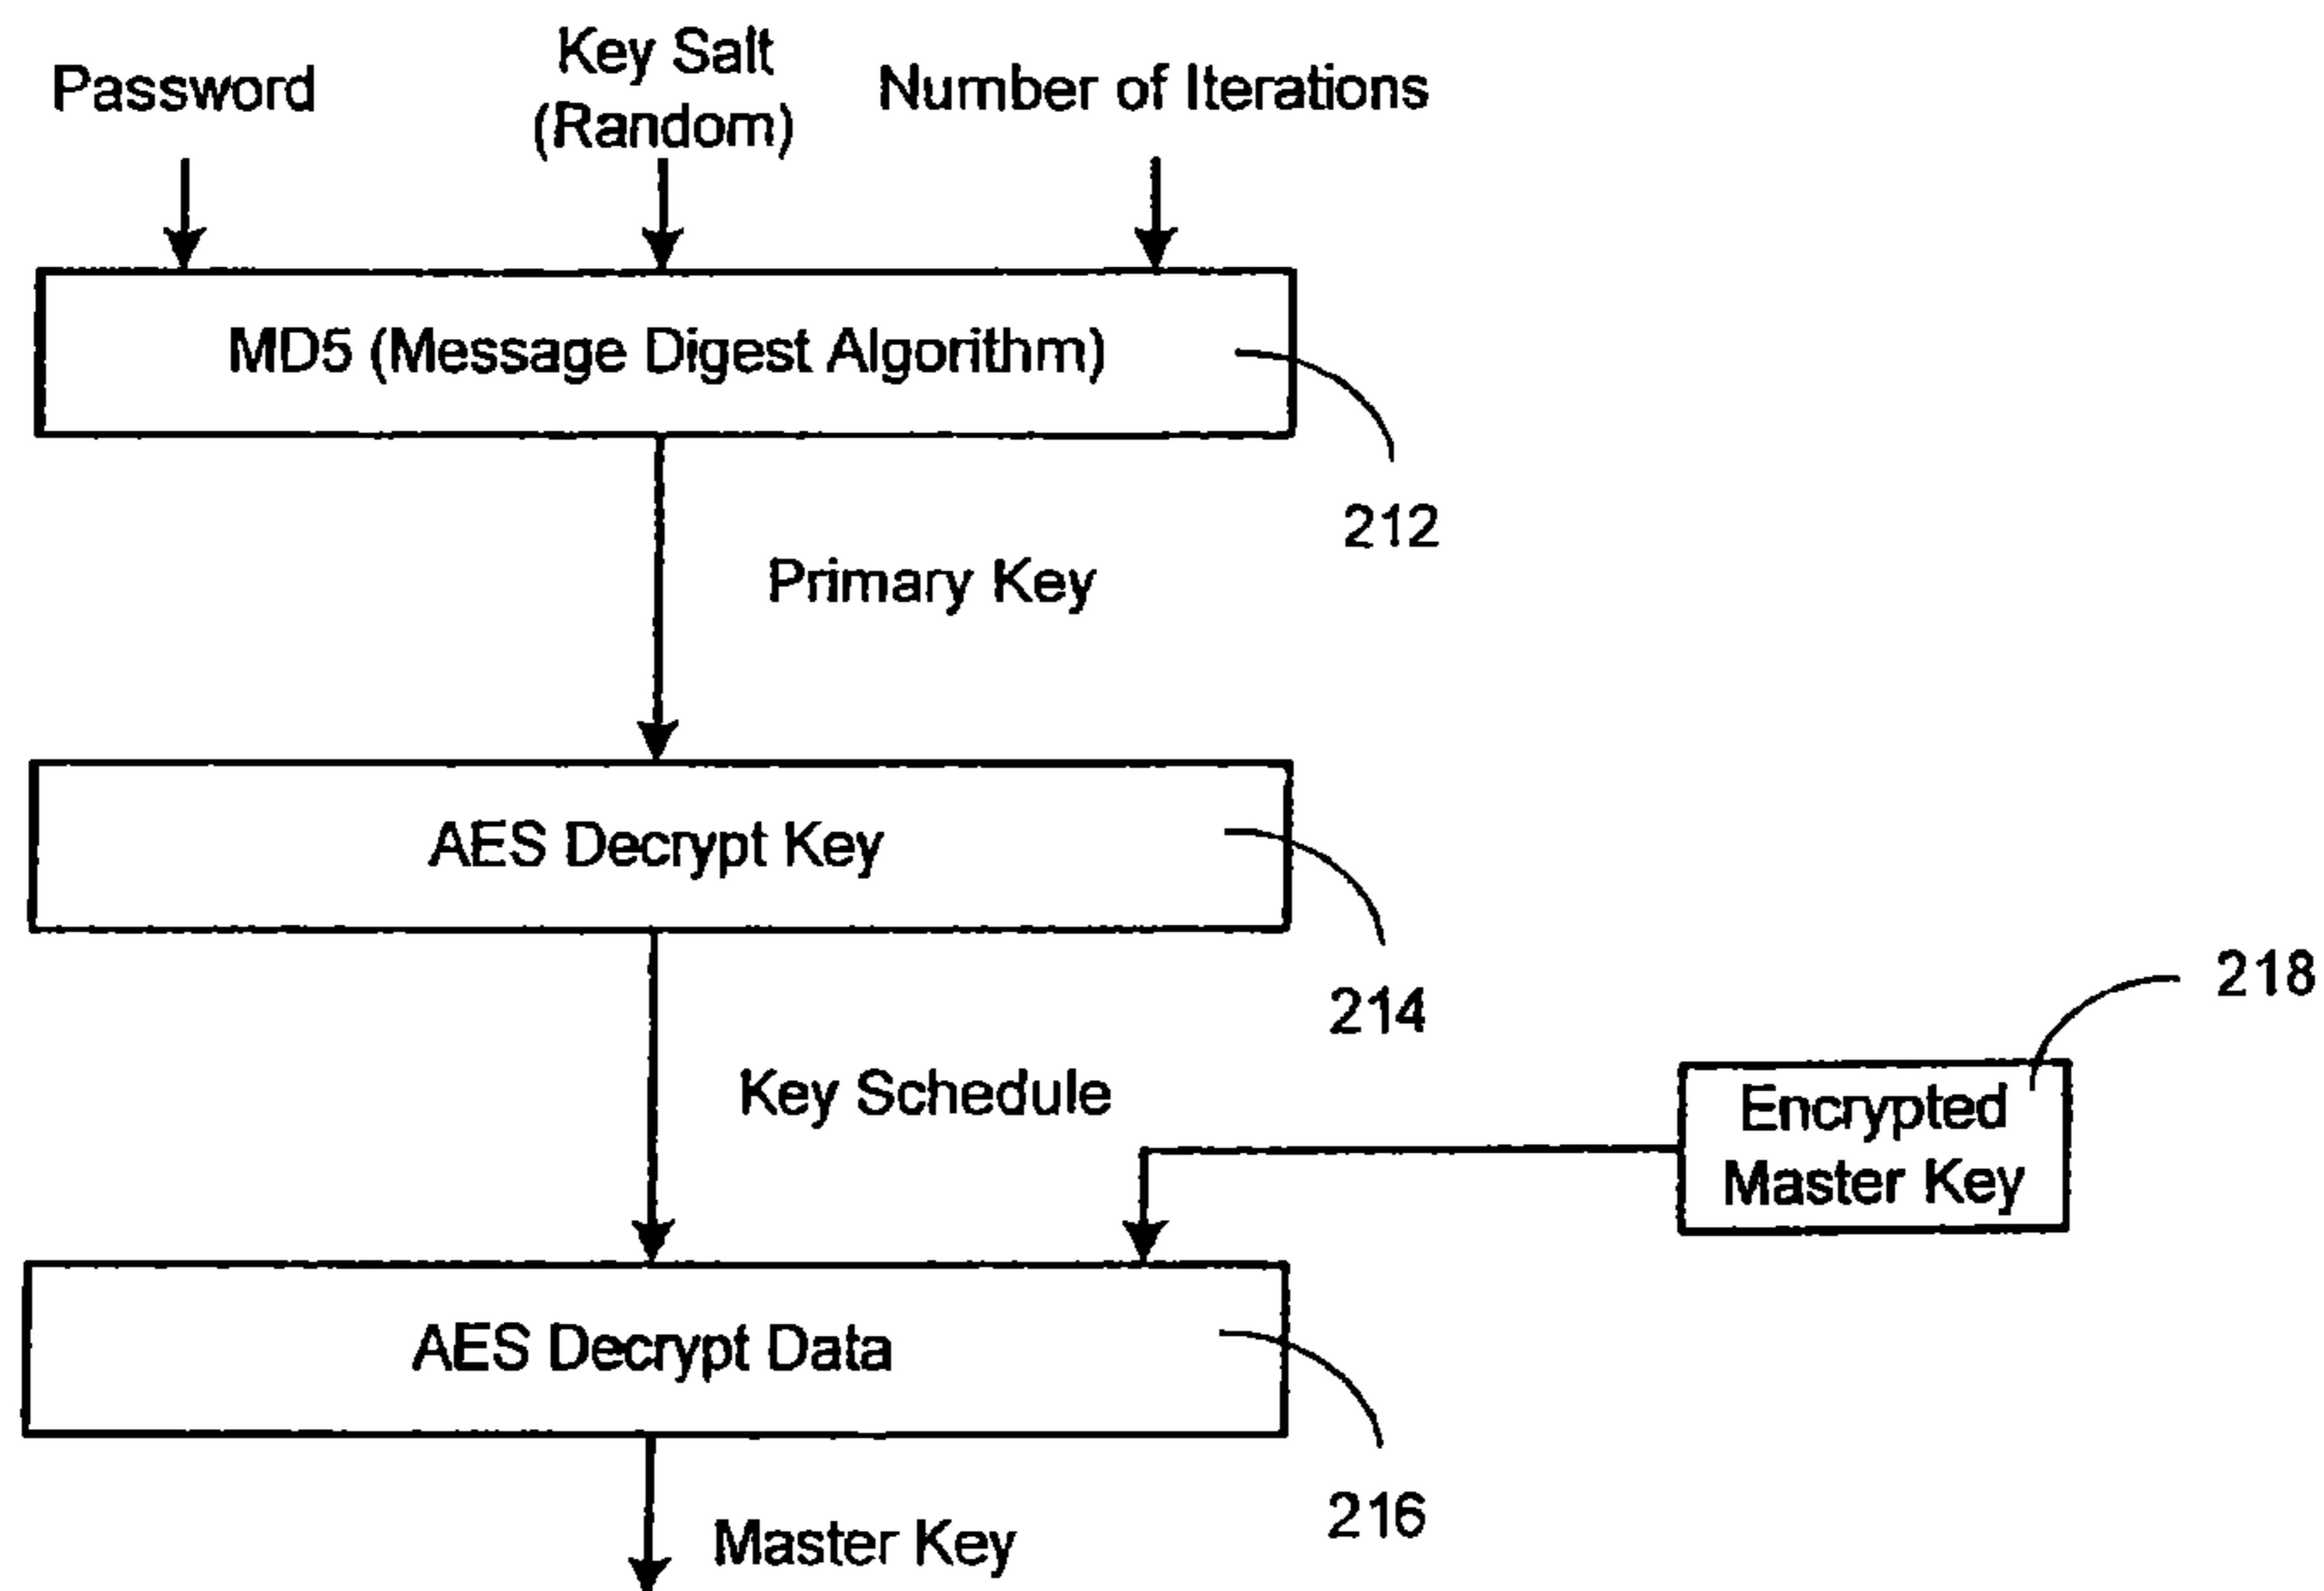 Password
Key Salt
(Random)
Number of Iterations
MD5 (Message Digest Algorithm)
212
Primary Key
AES Decrypt Key
214
218
Key Schedule
Encrypted
Master Key
AES Decrypt Data
216
Master Key